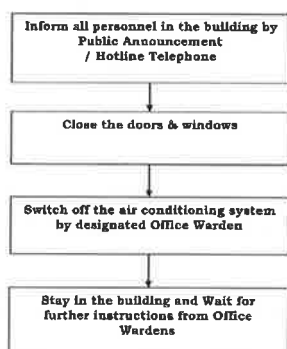 Inform all personnel in the building by
Public Announcement
/ Hotline Telephone
Close the doors & windows
Switch off the air conditioning system
by designated Office Warden
Stay in the building and Wait for
further instructions from Office
Wardens